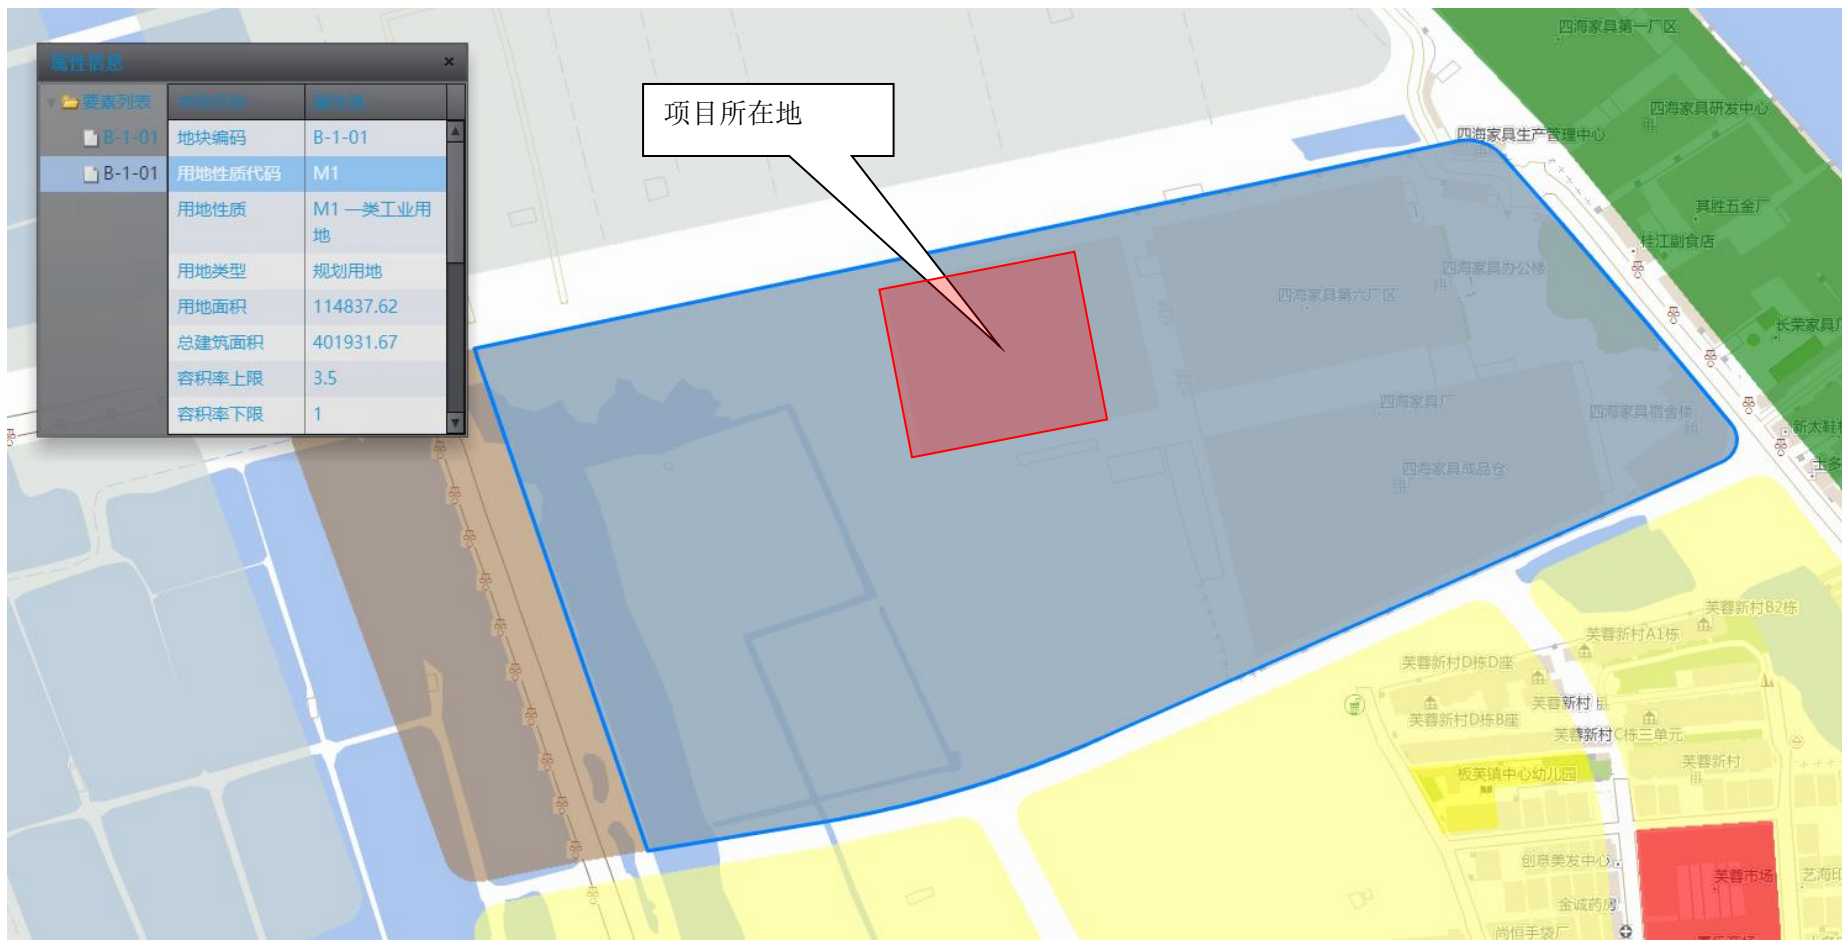 属性信息
×
要素列表
B-1-01
B-1-01
地块编码 B-1-01
用地性质代码 M1
用地性质 M1 一类工业用
地
用地类型 规划用地
用地面积 114837.62
总建筑面积 401931.67
容积率上限 3.5
容积率下限 1
项目所在地
四海家具第一厂区
四海家具研发中心
四海家具生产管理中心
其胜五金厂
桂江副食店
四海家具办公楼
四海家具第六厂区
长荣家具厂
四海家具厂
四海家具宿舍楼
新太鞋材
四海家具成品仓
士多
芙蓉新村B2栋
芙蓉新村A1栋
芙蓉新村D栋D座
芙蓉新村
芙蓉新村D栋B座
芙蓉新村C栋三单元
芙蓉新村
板芙镇中心幼儿园
创意美发中心
芙蓉市场
艺海印
金诚药房
尚恒手袋厂